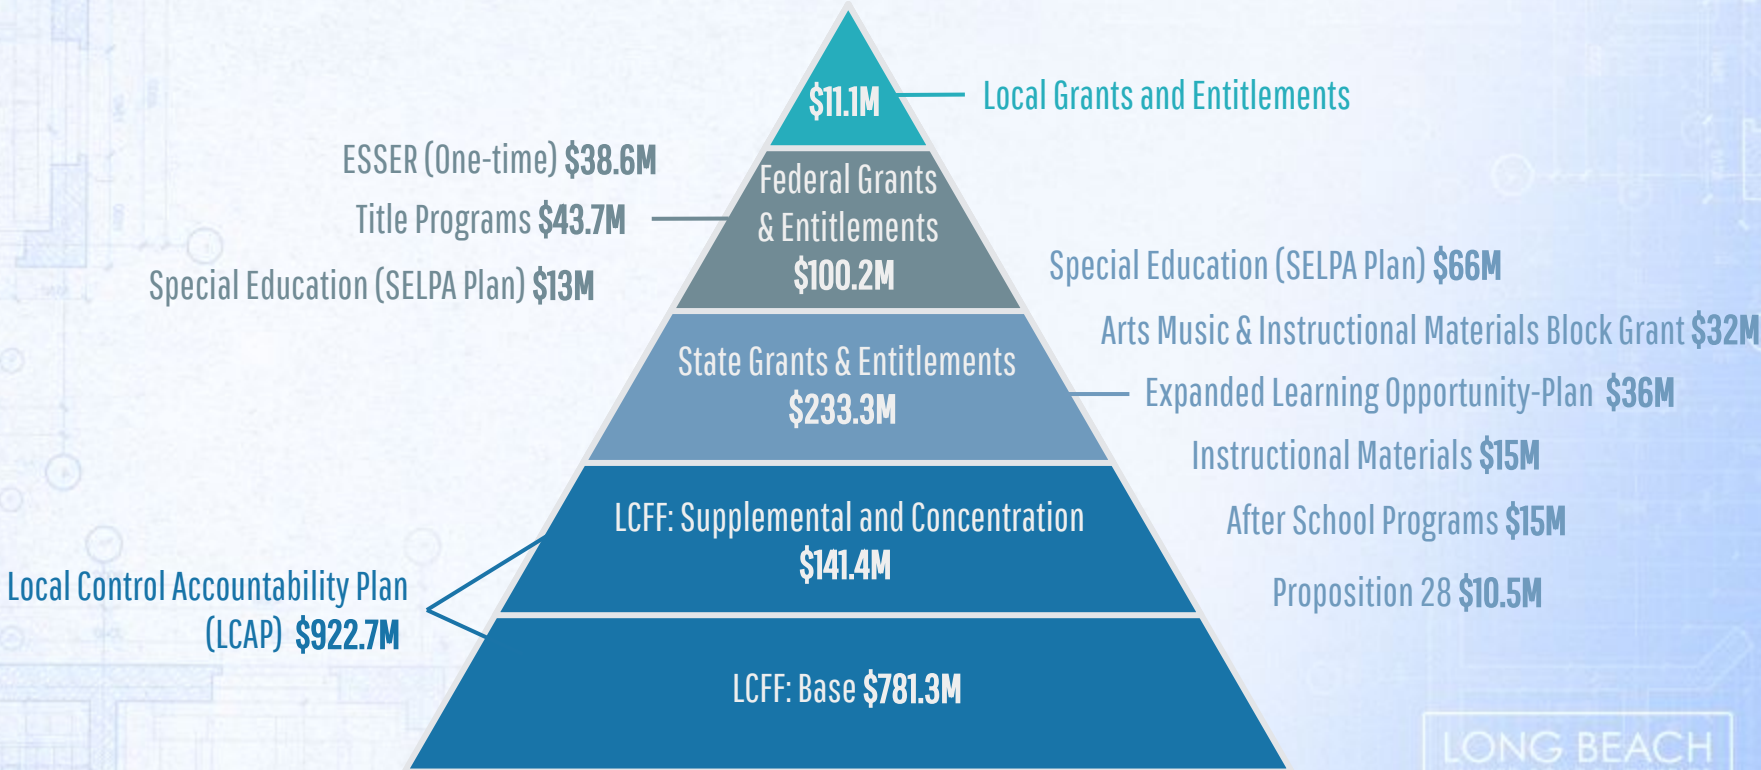 $11.1M
Local Grants and Entitlements
ESSER (One-time) $38.6M
Title Programs $43.7M
Special Education (SELPA Plan) $13M
Federal Grants
& Entitlements
$100.2M
Special Education (SELPA Plan) $66M
Arts Music & Instructional Materials Block Grant $32M
Expanded Learning Opportunity-Plan $36M
Instructional Materials $15M
After School Programs $15M
Proposition 28 $10.5M
State Grants & Entitlements
$233.3M
LCFF: Supplemental and Concentration
$141.4M
Local Control Accountability Plan
(LCAP) $922.7M
LCFF: Base $781.3M
LONG BEACH